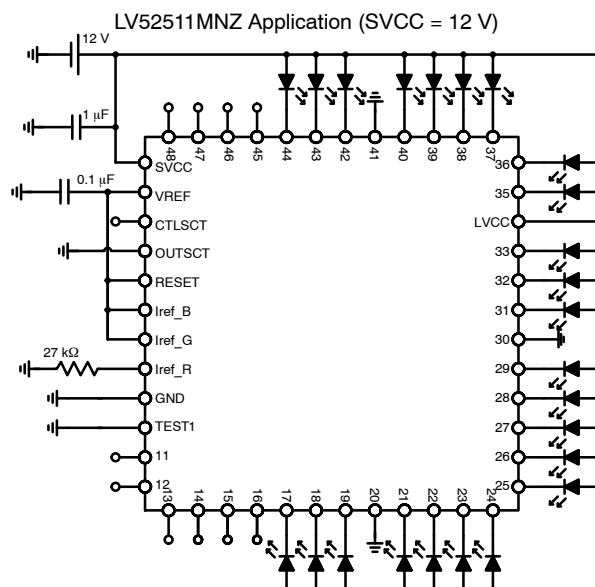 LV52511MNZ Application (SVCC = 12 V)
12 V
1 μF
48
47
46
45
44
43
42
41
40
39
38
37
SVCC
36
0.1 μF
VREF
35
CTLSCT
LVCC
OUTSCT
33
RESET
32
Iref_B
31
Iref_G
30
27 kΩ
Iref_R
29
GND
28
TEST1
27
11
26
12
25
13
14
15
16
17
18
19
20
21
22
23
24